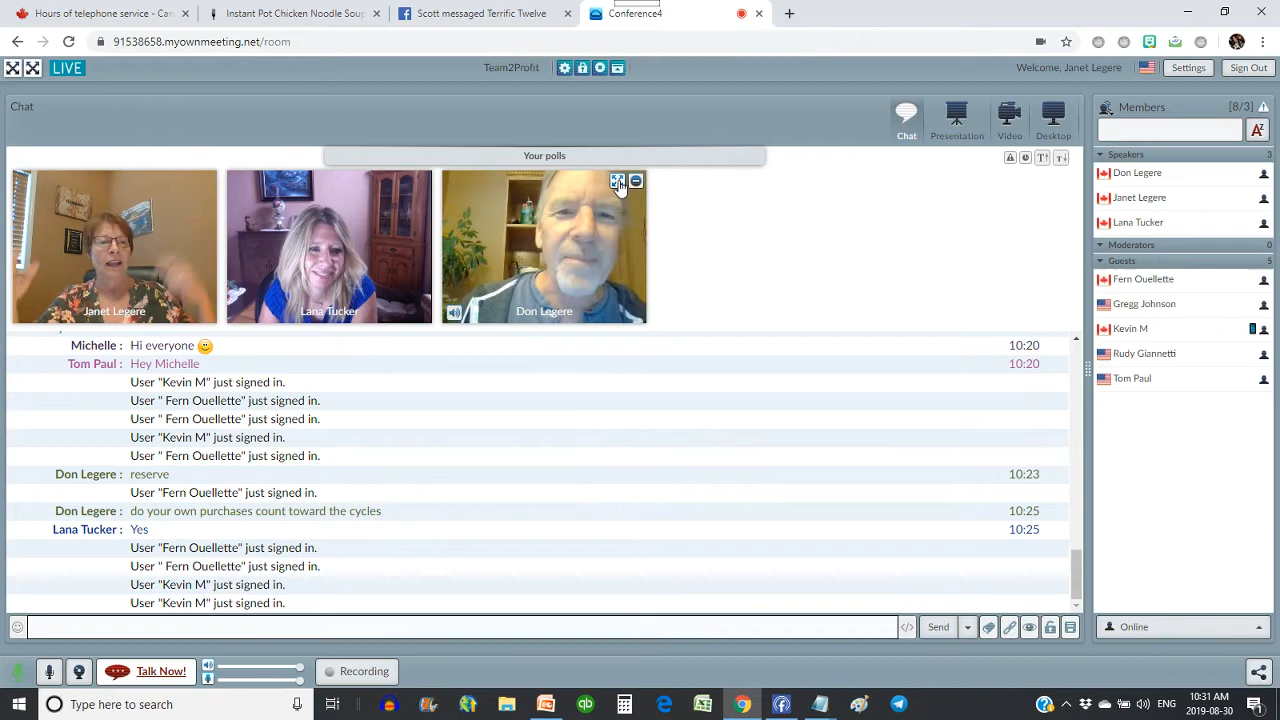 Hours of telephone service - Can
Instant Pot Chicken Noodle Soup
Scott messaged Terrific Twelve
Conference4
91538658.myownmeeting.net/room
LIVE
Team2Profit
Welcome, Janet Legere
Settings
Sign Out
Chat
Chat
Presentation
Video
Desktop
Members
[8/3]
Your polls
Speakers 3
Don Legere
Janet Legere
Lana Tucker
Moderators 0
Guests 5
Fern Ouellette
Gregg Johnson
Kevin M
Rudy Giannetti
Tom Paul
Janet Legere
Lana Tucker
Don Legere
Michelle : Hi everyone 10:20
Tom Paul : Hey Michelle 10:20
User "Kevin M" just signed in.
User " Fern Ouellette" just signed in.
User " Fern Ouellette" just signed in.
User "Kevin M" just signed in.
User " Fern Ouellette" just signed in.
Don Legere : reserve 10:23
User "Fern Ouellette" just signed in.
Don Legere : do your own purchases count toward the cycles 10:25
Lana Tucker : Yes 10:25
User "Fern Ouellette" just signed in.
User " Fern Ouellette" just signed in.
User "Kevin M" just signed in.
User "Kevin M" just signed in.
Send
Online
Talk Now!
Recording
Type here to search
10:31 AM
2019-08-30